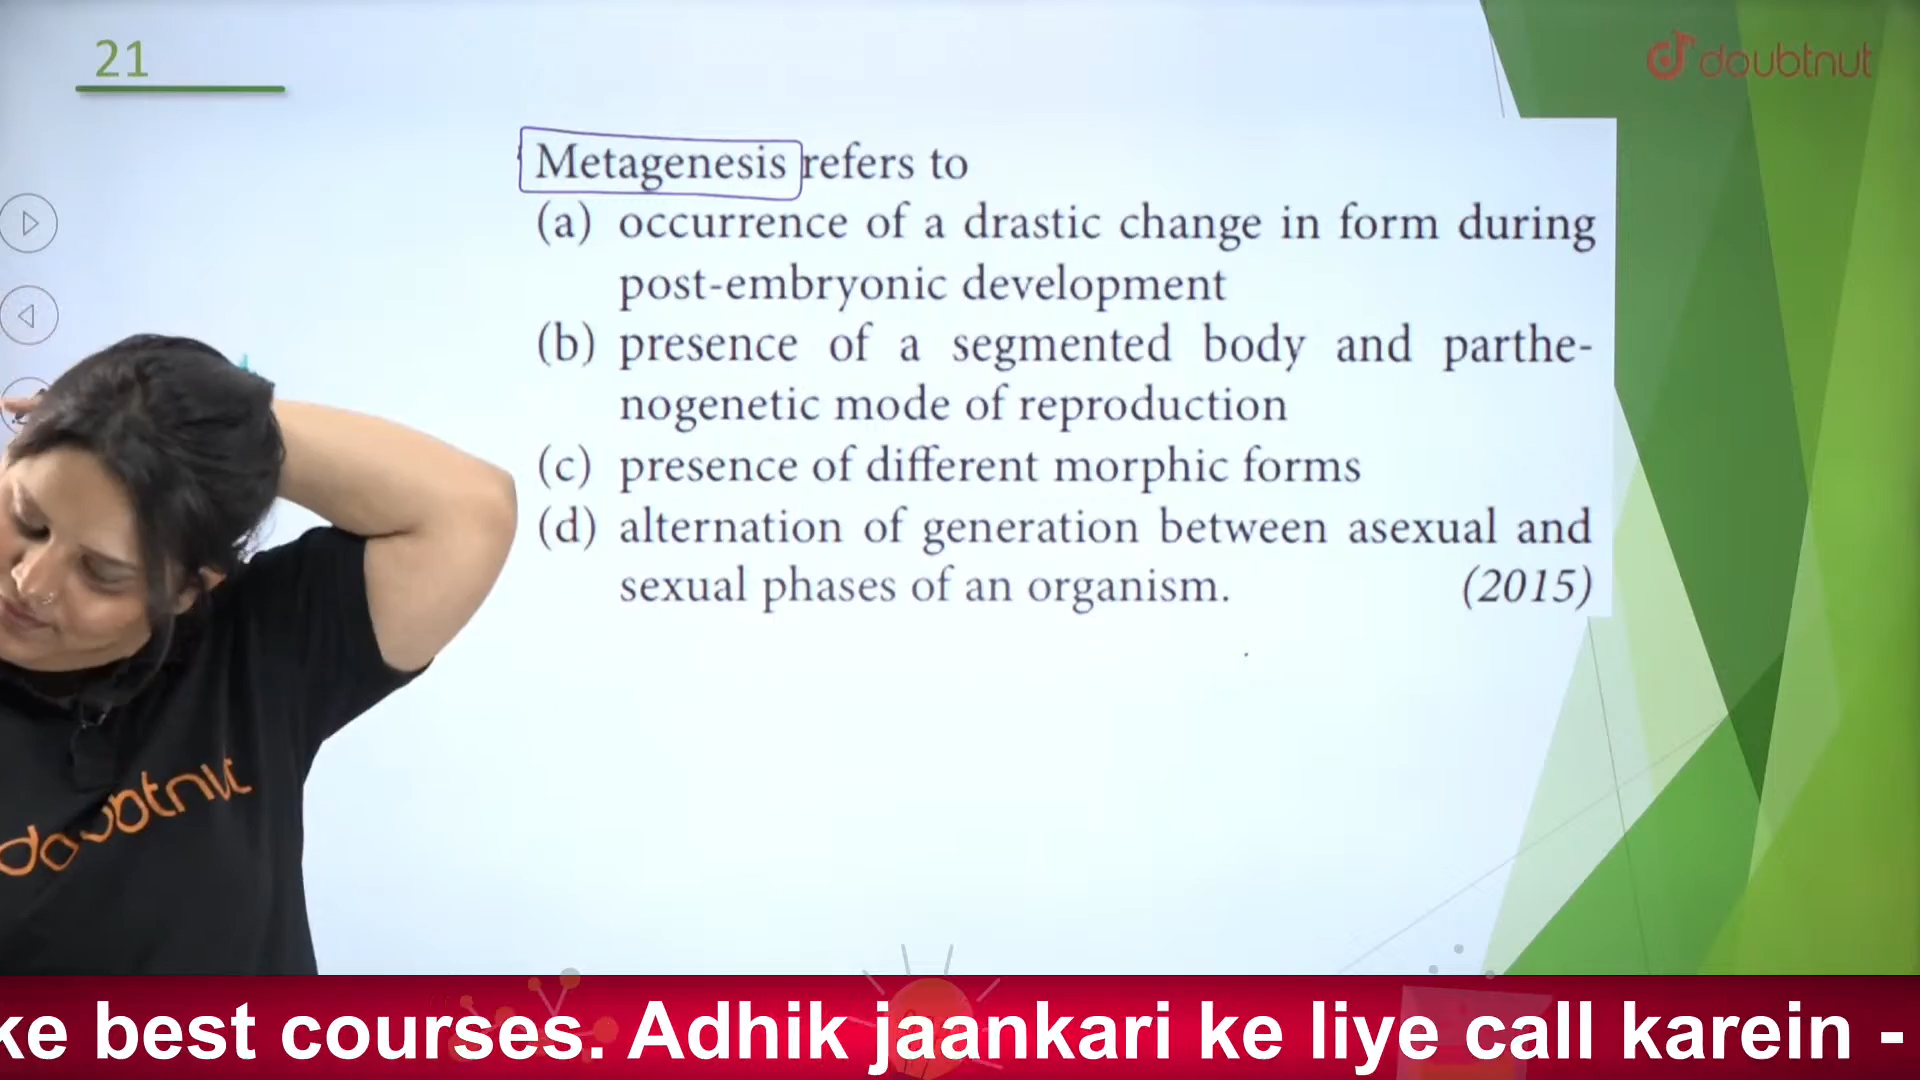 21
doubtnut
Metagenesis refers to
(a) occurrence of a drastic change in form during
post-embryonic development
(b) presence of a segmented body and parthe-
nogenetic mode of reproduction
(c) presence of different morphic forms
(d) alternation of generation between asexual and
sexual phases of an organism. (2015)
doubtnut
ke best courses. Adhik jaankari ke liye call karein -